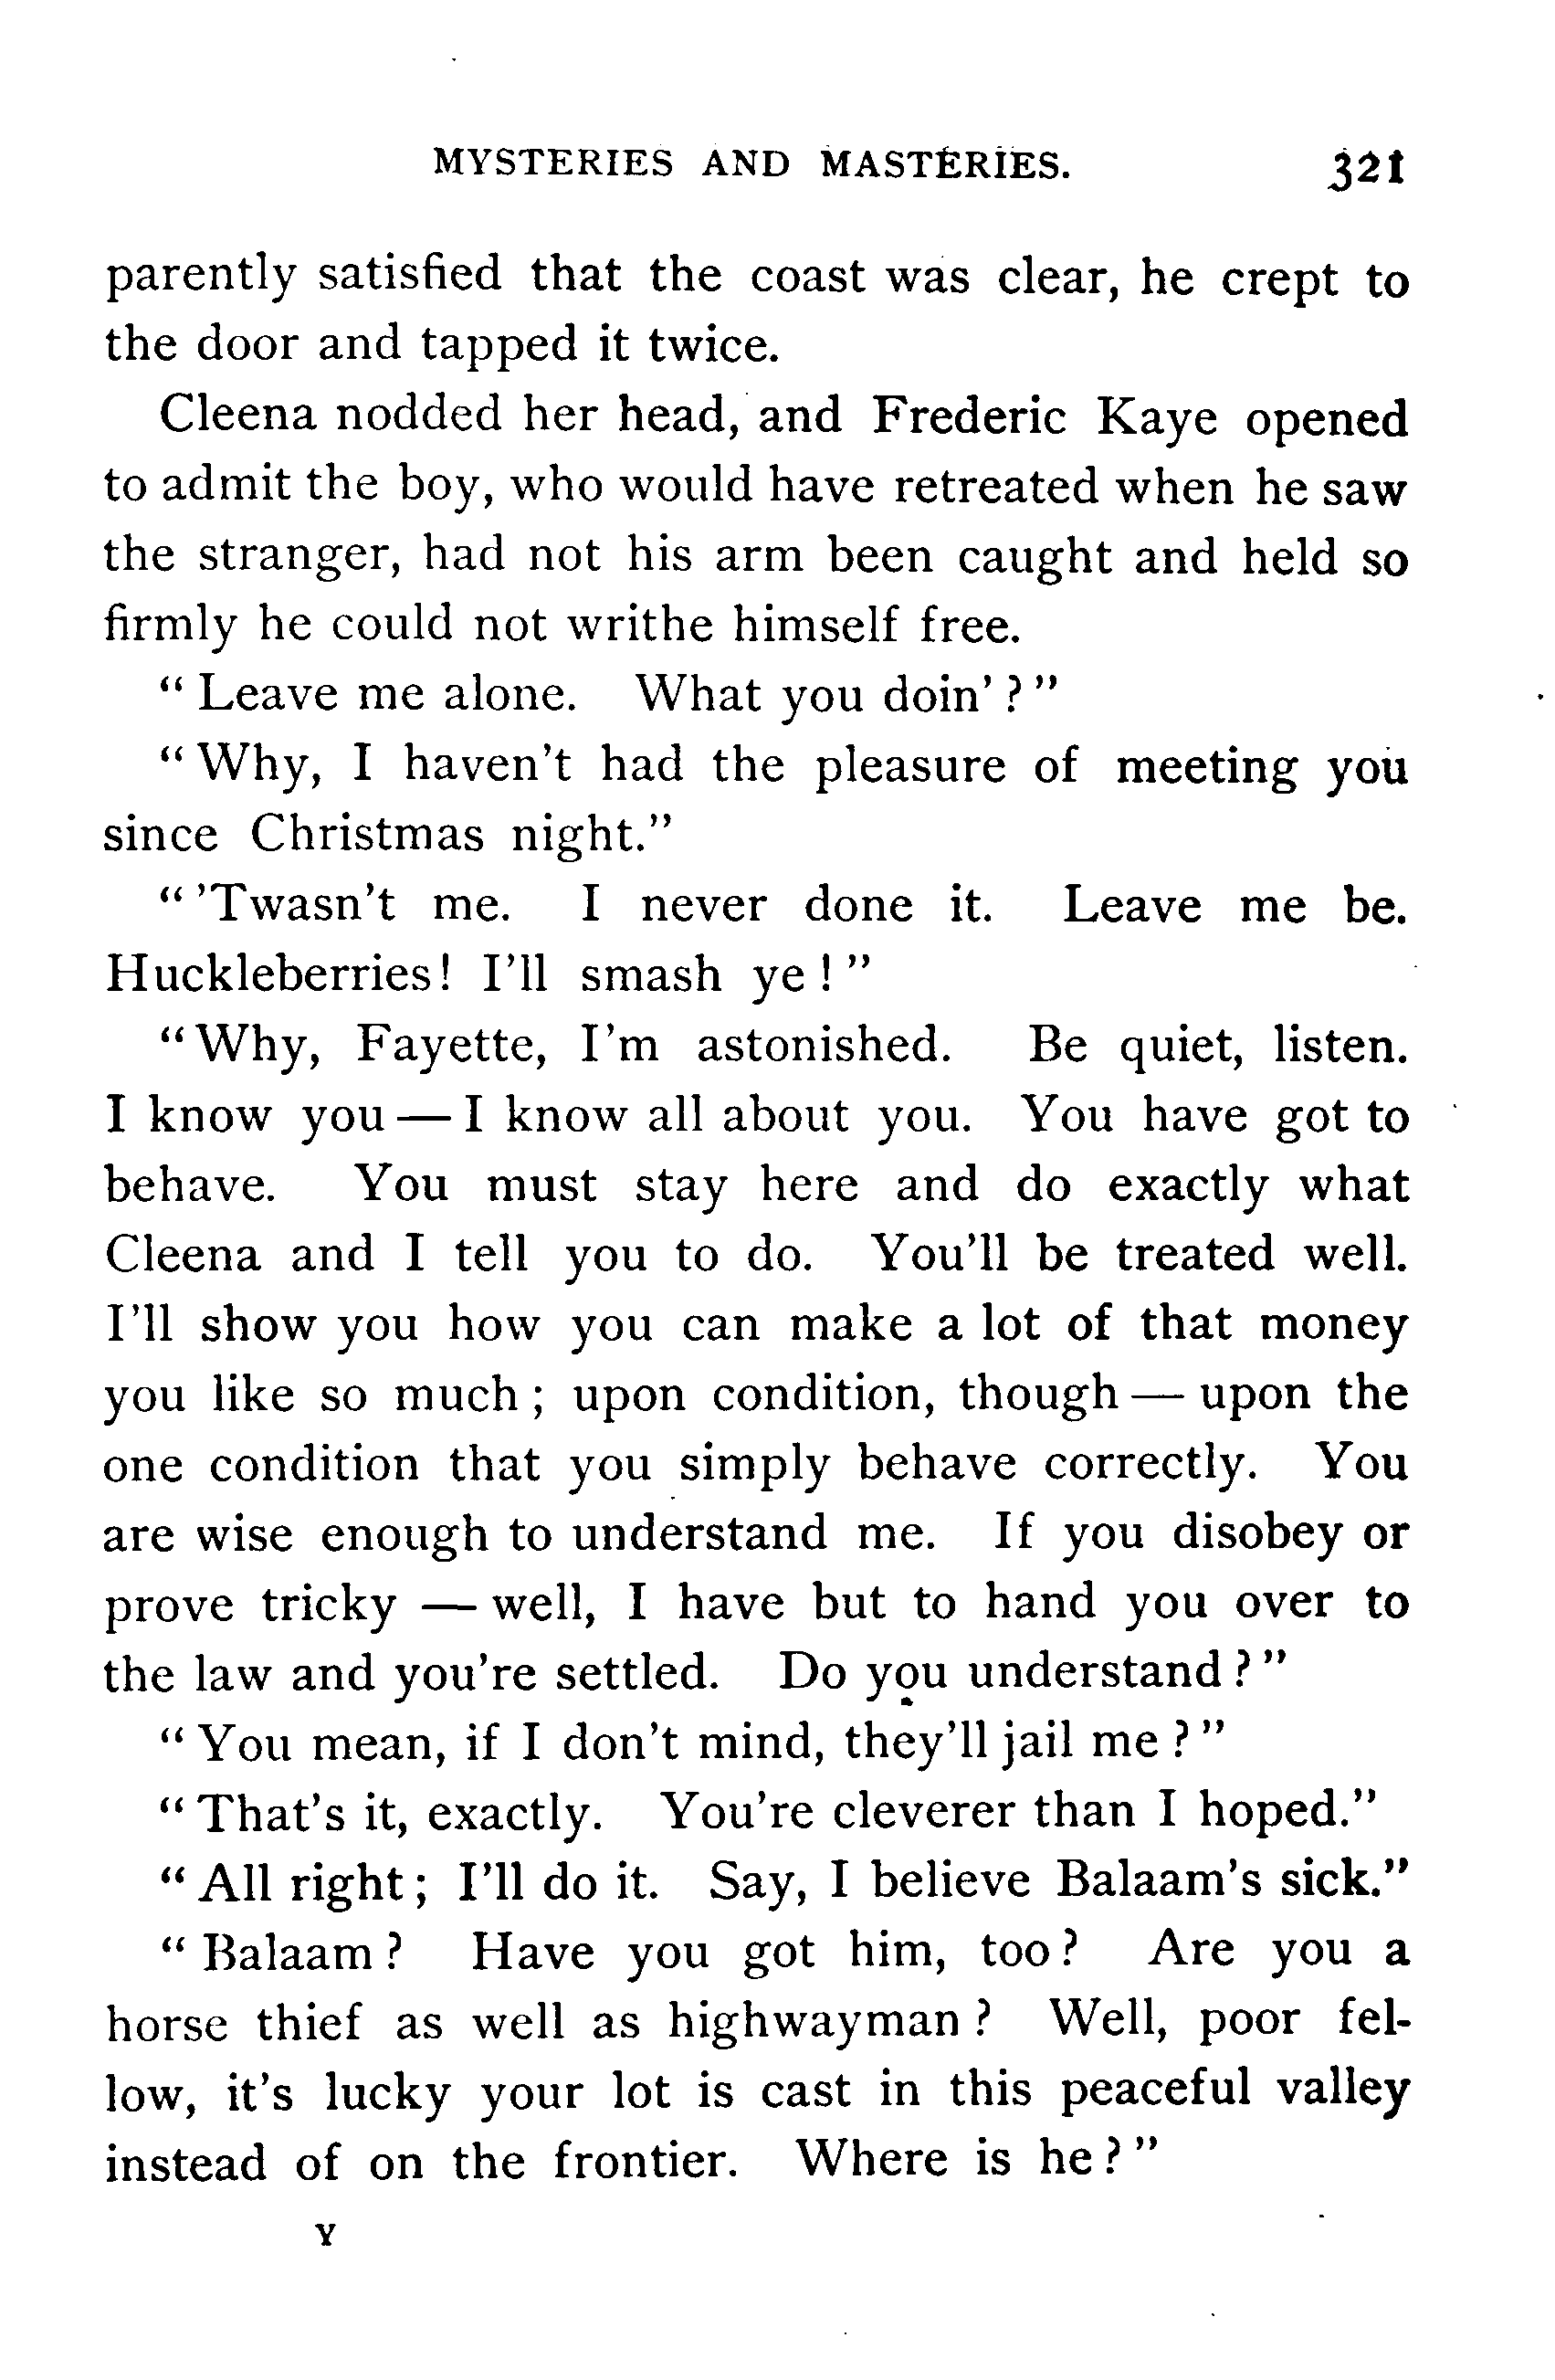 MYSTERIES AND MASTERIES. 321
parently satisfied that the coast was clear, he crept to
the door and tapped it twice.
Cleena nodded her head, and Frederic Kaye opened
to admit the boy, who would have retreated when he saw
the stranger, had not his arm been caught and held so
firmly he could not writhe himself free.
“ Leave me alone. What you doin’ ? ”
“ Why, I haven’t had the pleasure of meeting you
since Christmas night.”
“ ’Twasn’t me. I never done it. Leave me be.
Huckleberries! I’ll smash ye ! ”
“ Why, Fayette, I’m astonished. Be quiet, listen.
I know you — I know all about you. You have got to
behave. You must stay here and do exactly what
Cleena and I tell you to do. You’ll be treated well.
I’ll show you how you can make a lot of that money
you like so much ; upon condition, though — upon the
one condition that you simply behave correctly. You
are wise enough to understand me. If you disobey or
prove tricky — well, I have but to hand you over to
the law and you’re settled. Do you understand ? ”
“ You mean, if I don’t mind, they’ll jail me ? ”
“ That’s it, exactly. You’re cleverer than I hoped.”
“ All right ; I’ll do it. Say, I believe Balaam’s sick.”
“ Balaam ? Have you got him, too ? Are you a
horse thief as well as highwayman ? Well, poor fel-
low, it’s lucky your lot is cast in this peaceful valley
instead of on the frontier. Where is he ? ”
Y